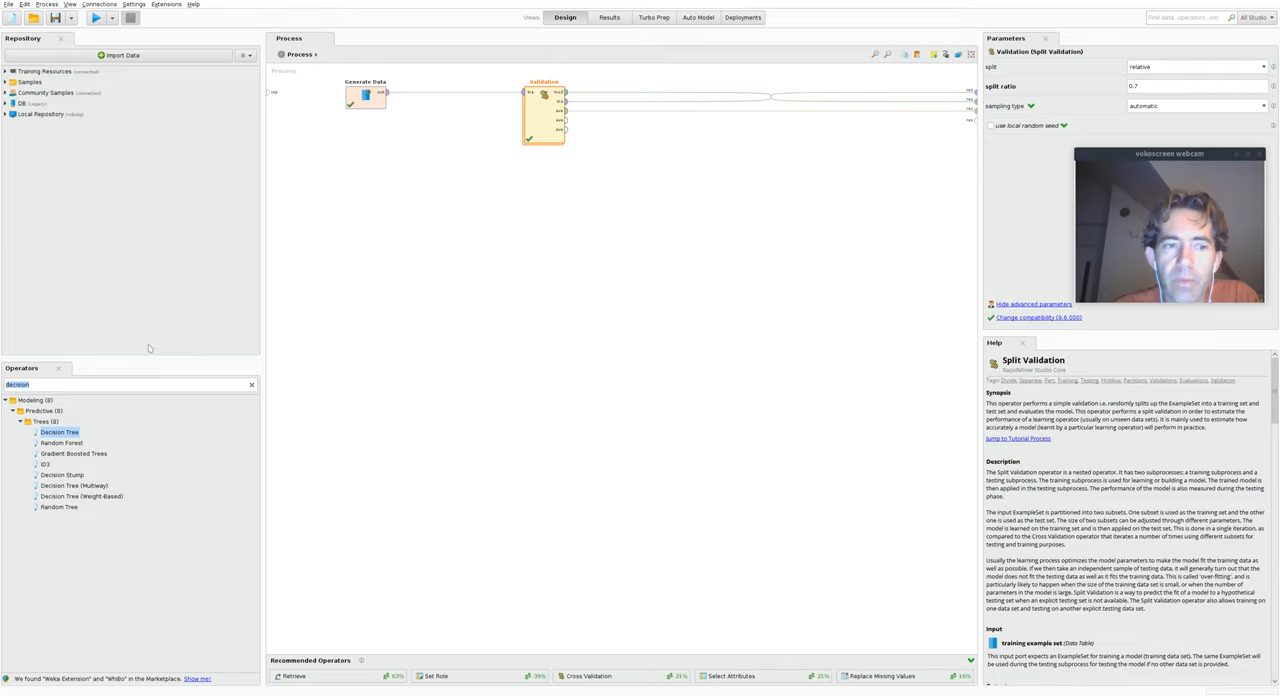 File Edit Process View Connections Settings Extensions Help
Views: Design Results Turbo Prep Auto Model Deployments
Find data, operators...etc All Studio
Repository
Import Data
Training Resources (connected)
Samples
Community Samples (connected)
DB (Legacy)
Local Repository
Operators
decision
Modeling (8)
Predictive (8)
Trees (8)
Decision Tree
Random Forest
Gradient Boosted Trees
ID3
Decision Stump
Decision Tree (Multiway)
Decision Tree (Weight-Based)
Random Tree
We found "Weka Extension" and "WhiBo" in the Marketplace. Show me!
Process
Process
Process
inp
Generate Data
out
Validation
tra mod
tra
ave
ave
ave
res
res
res
res
Recommended Operators
Retrieve 63%
Set Role 39%
Cross Validation 21%
Select Attributes 21%
Replace Missing Values 16%
Parameters
Validation (Split Validation)
split relative
split ratio 0.7
sampling type automatic
use local random seed
vokoscreen webcam
Hide advanced parameters
Change compatibility (9.6.000)
Help
Split Validation
RapidMiner Studio Core
Tags: Divide, Separate, Part, Training, Testing, Holdout, Partitions, Validations, Evaluations, Validation
Synopsis
This operator performs a simple validation i.e. randomly splits up the ExampleSet into a training set and
test set and evaluates the model. This operator performs a split validation in order to estimate the
performance of a learning operator (usually on unseen data sets). It is mainly used to estimate how
accurately a model (learnt by a particular learning operator) will perform in practice.
Jump to Tutorial Process
Description
The Split Validation operator is a nested operator. It has two subprocesses: a training subprocess and a
testing subprocess. The training subprocess is used for learning or building a model. The trained model is
then applied in the testing subprocess. The performance of the model is also measured during the testing
phase.
The input ExampleSet is partitioned into two subsets. One subset is used as the training set and the other
one is used as the test set. The size of two subsets can be adjusted through different parameters. The
model is learned on the training set and is then applied on the test set. This is done in a single iteration, as
compared to the Cross Validation operator that iterates a number of times using different subsets for
testing and training purposes.
Usually the learning process optimizes the model parameters to make the model fit the training data as
well as possible. If we then take an independent sample of testing data, it will generally turn out that the
model does not fit the testing data as well as it fits the training data. This is called 'over-fitting', and is
particularly likely to happen when the size of the training data set is small, or when the number of
parameters in the model is large. Split Validation is a way to predict the fit of a model to a hypothetical
testing set when an explicit testing set is not available. The Split Validation operator also allows training on
one data set and testing on another explicit testing data set.
Input
training example set (Data Table)
This input port expects an ExampleSet for training a model (training data set). The same ExampleSet will
be used during the testing subprocess for testing the model if no other data set is provided.